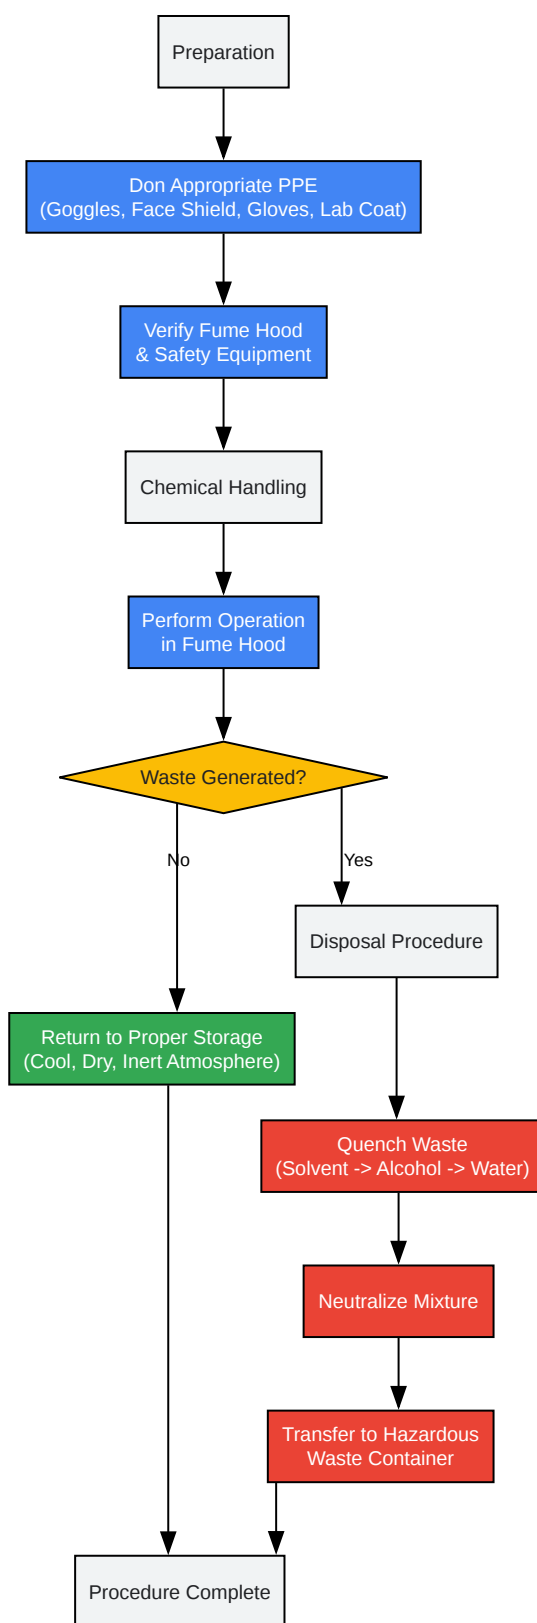 Preparation
Don Appropriate PPE
(Goggles, Face Shield, Gloves, Lab Coat)
Verify Fume Hood
& Safety Equipment
Chemical Handling
Perform Operation
in Fume Hood
Waste Generated?
No
Yes
Disposal Procedure
Return to Proper Storage
(Cool, Dry, Inert Atmosphere)
Quench Waste
(Solvent -> Alcohol -> Water)
Neutralize Mixture
Transfer to Hazardous
Waste Container
Procedure Complete